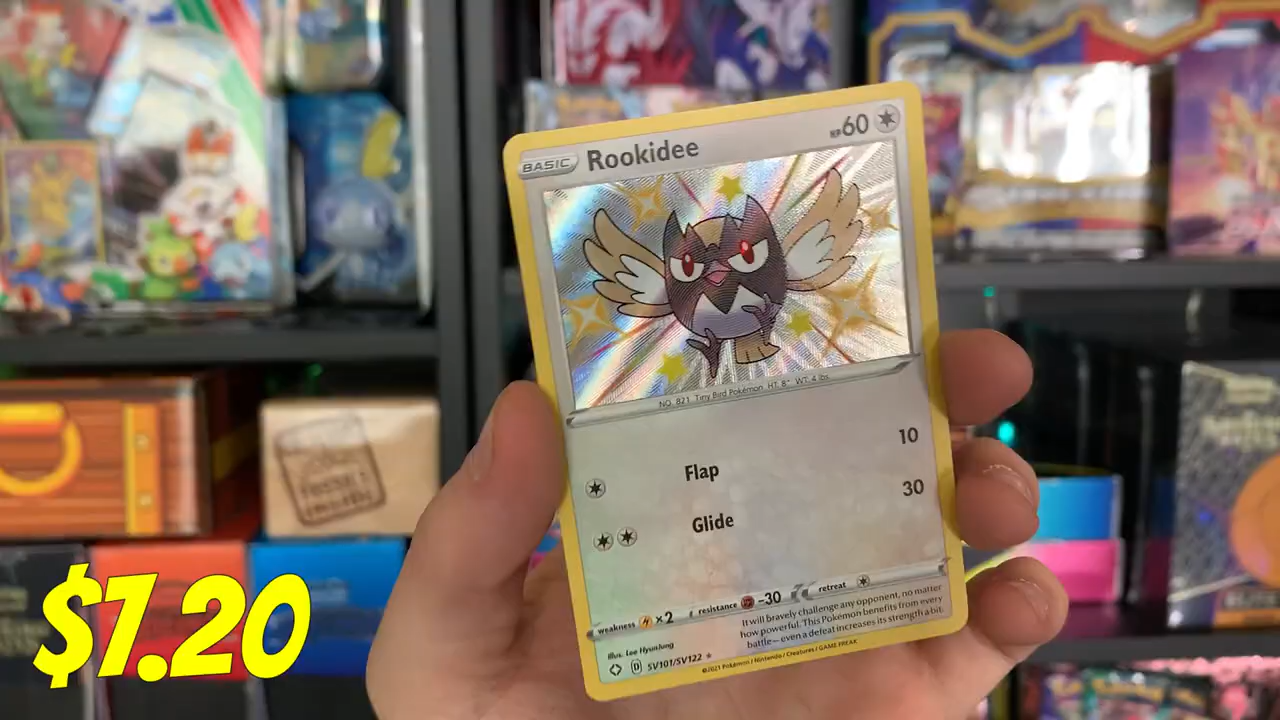 BASIC Rookidee HP 60
NO. 821 Tiny Bird Pokémon HT: 8" WT: 4 lbs.
Flap 10
Glide 30
weakness ×2 resistance -30 retreat
It will bravely challenge any opponent, no matter
how powerful. This Pokémon benefits from every
battle—even a defeat increases its strength a bit.
Illus. Lee HyunJung
D SV101/SV122
©2021 Pokémon / Nintendo / Creatures / GAME FREAK
$7.20